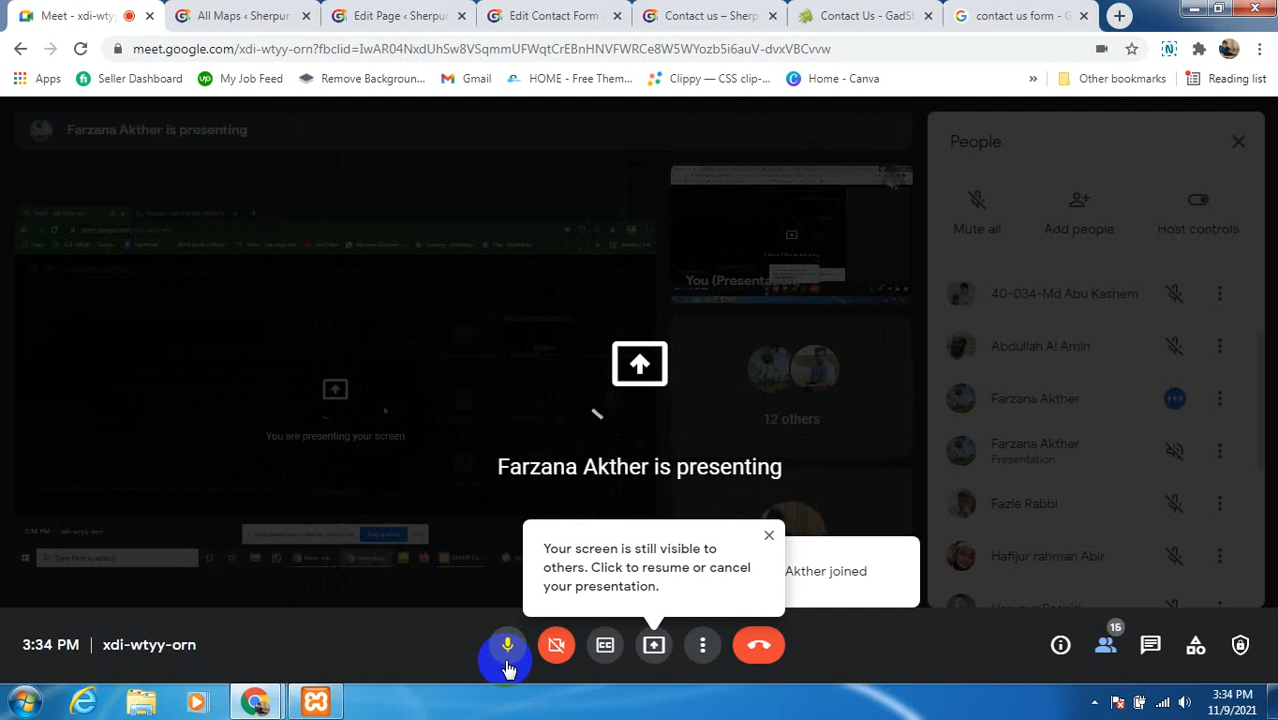 Meet - xdi-wty
All Maps ‹ Sherpur
Edit Page ‹ Sherpur
Edit Contact Form
Contact us – Sherp
Contact Us - GadSt
contact us form - G
meet.google.com/xdi-wtyy-orn?fbclid=IwAR04NxdUhSw8VSqmmUFWqtCrEBnHNVFWRCe8W5WYozb5i6auV-dvxVBCvvw
Apps
Seller Dashboard
My Job Feed
Remove Backgroun...
Gmail
HOME - Free Them...
Clippy — CSS clip-...
Home - Canva
»
Other bookmarks
Reading list
Farzana Akther is presenting
You (Presentation)
You are presenting your screen
12 others
Farzana Akther is presenting
Your screen is still visible to
others. Click to resume or cancel
your presentation.
Akther joined
People
Mute all
Add people
Host controls
40-034-Md Abu Kashem
Abdullah Al Amin
Farzana Akther
Farzana Akther
Presentation
Fazle Rabbi
Hafijur rahman Abir
3:34 PM | xdi-wtyy-orn
CC
15
3:34 PM
11/9/2021